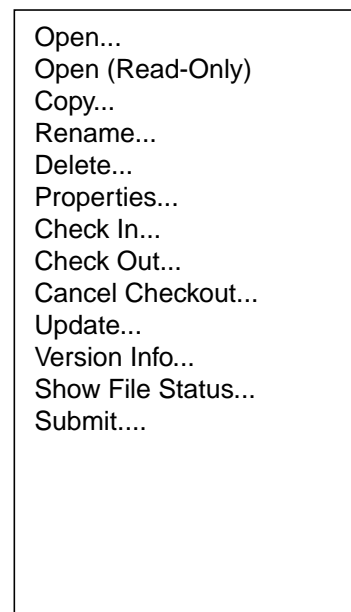 Open...
Open (Read-Only)
Copy...
Rename...
Delete...
Properties...
Check In...
Check Out...
Cancel Checkout...
Update...
Version Info...
Show File Status...
Submit....